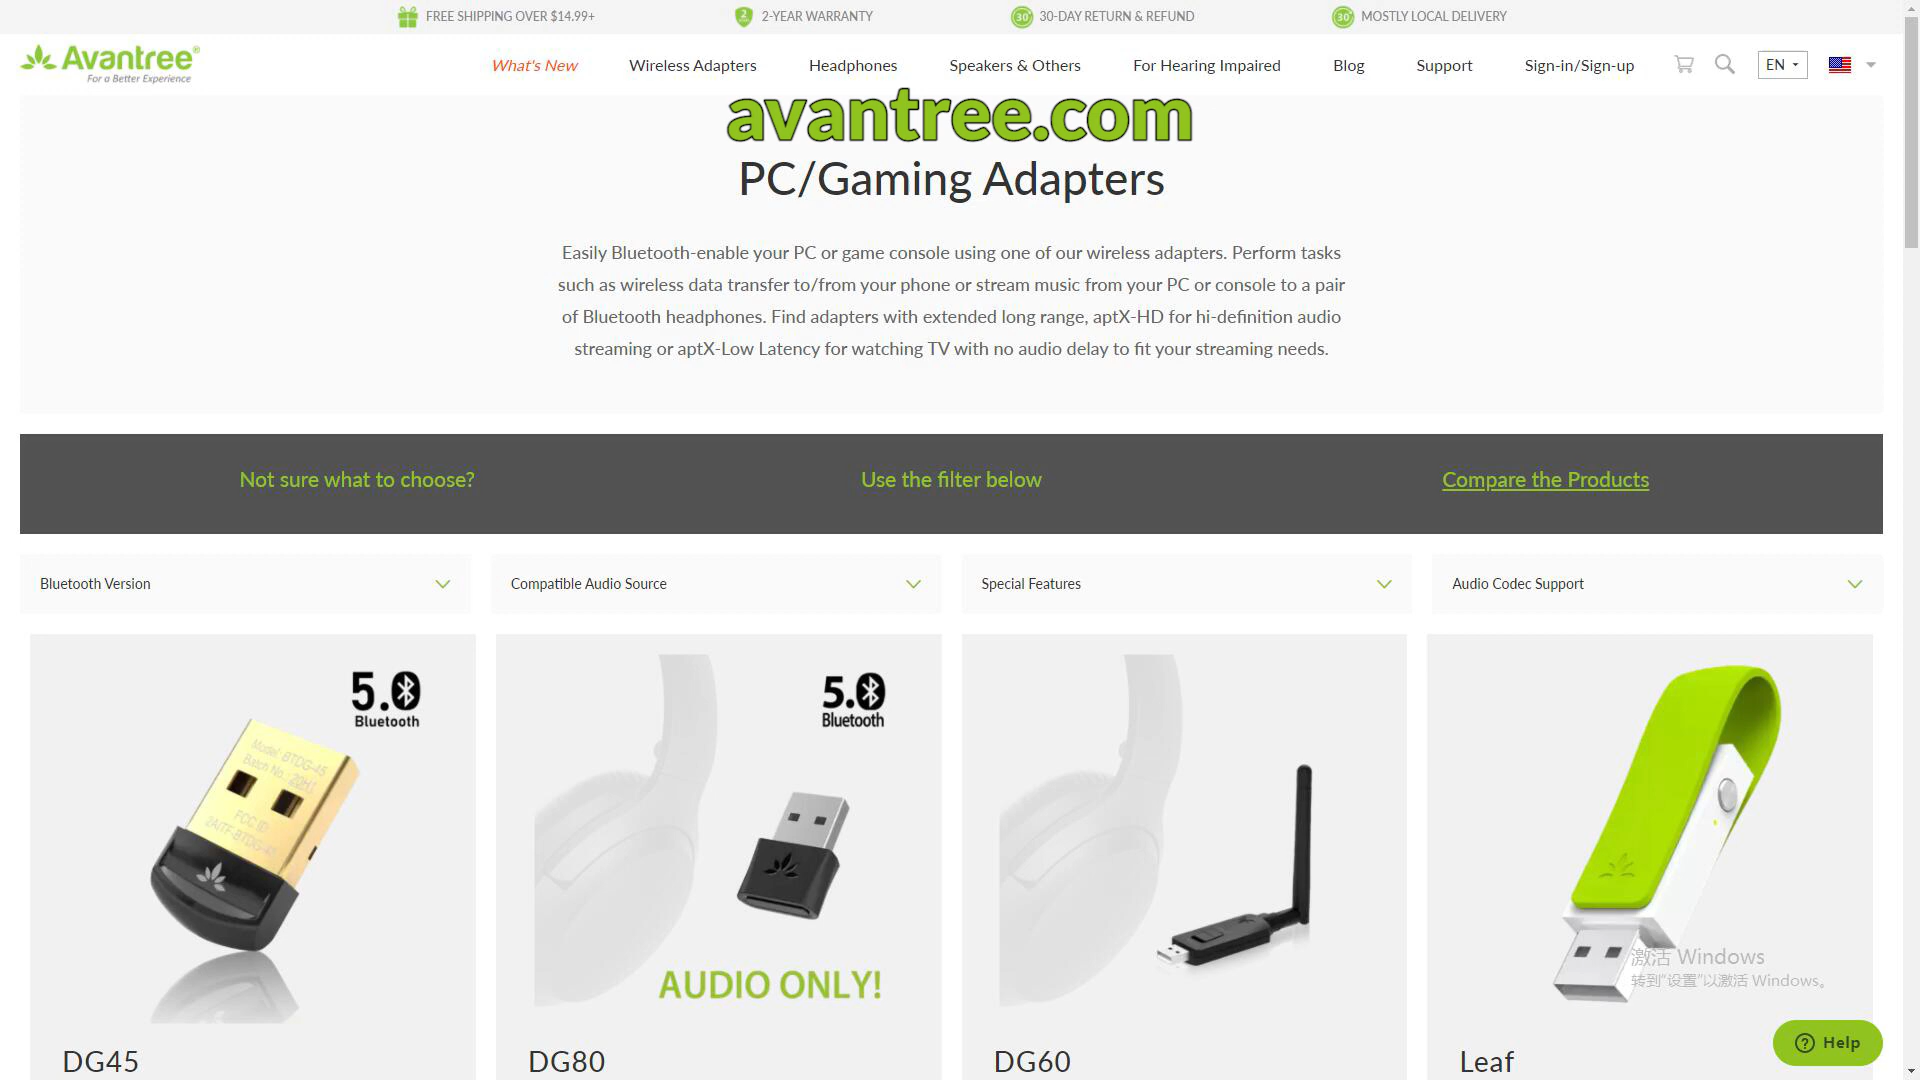 FREE SHIPPING OVER $14.99+
2-YEAR WARRANTY
30-DAY RETURN & REFUND
MOSTLY LOCAL DELIVERY
Avantree®
For a Better Experience
What's New
Wireless Adapters
Headphones
Speakers & Others
For Hearing Impaired
Blog
Support
Sign-in/Sign-up
EN
avantree.com
PC/Gaming Adapters
Easily Bluetooth-enable your PC or game console using one of our wireless adapters. Perform tasks
such as wireless data transfer to/from your phone or stream music from your PC or console to a pair
of Bluetooth headphones. Find adapters with extended long range, aptX-HD for hi-definition audio
streaming or aptX-Low Latency for watching TV with no audio delay to fit your streaming needs.
Not sure what to choose?
Use the filter below
Compare the Products
Bluetooth Version
Compatible Audio Source
Special Features
Audio Codec Support
5.0
Bluetooth
Model: BTDG-45
Batch No.: 20H1
FCC ID:
2AITF-BTDG-45
5.0
Bluetooth
AUDIO ONLY!
激活 Windows
转到“设置”以激活 Windows。
DG45
DG80
DG60
Leaf
Help